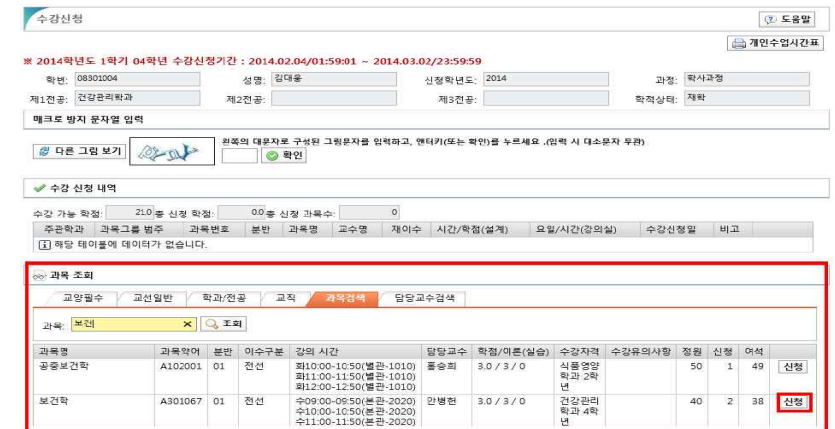 수강신청
도움말
개인수업시간표
※ 2014학년도 1학기 04학년 수강신청기간 : 2014.02.04/01:59:01 ~ 2014.03.02/23:59:59
학번: 08301004 성명: 김대웅 신청학년도: 2014 과정: 학사과정
제1전공: 건강관리학과 제2전공: 제3전공: 학적상태: 재학
매크로 방지 문자열 입력
다른 그림 보기
왼쪽의 대문자로 구성된 그림문자를 입력하고, 엔터키(또는 확인)를 누르세요 .(입력 시 대소문자 무관)
확인
수강 신청 내역
수강 가능 학점: 21.0 총 신청 학점: 0.0 총 신청 과목수: 0
주관학과 과목그룹 범주 과목번호 분반 과목명 교수명 재이수 시간/학점(설계) 요일/시간(강의실) 수강신청일 비고
해당 테이블에 데이터가 없습니다.
과목 조회
교양필수 교선일반 학과/전공 교직 과목검색 담당교수검색
과목: 보건 조회
과목명 과목약어 분반 이수구분 강의 시간 담당교수 학점/이론(실습) 수강자격 수강유의사항 정원 신청 여석
공중보건학 A102001 01 전선 화10:00-10:50(별관-1010) 홍승희 3.0 / 3 / 0 식품영양 50 1 49 신청
화11:00-11:50(별관-1010) 학과 2학
화12:00-12:50(별관-1010) 년
보건학 A301067 01 전선 수09:00-09:50(본관-2020) 안병헌 3.0 / 3 / 0 건강관리 40 2 38 신청
수10:00-10:50(본관-2020) 학과 4학
수11:00-11:50(본관-2020) 년